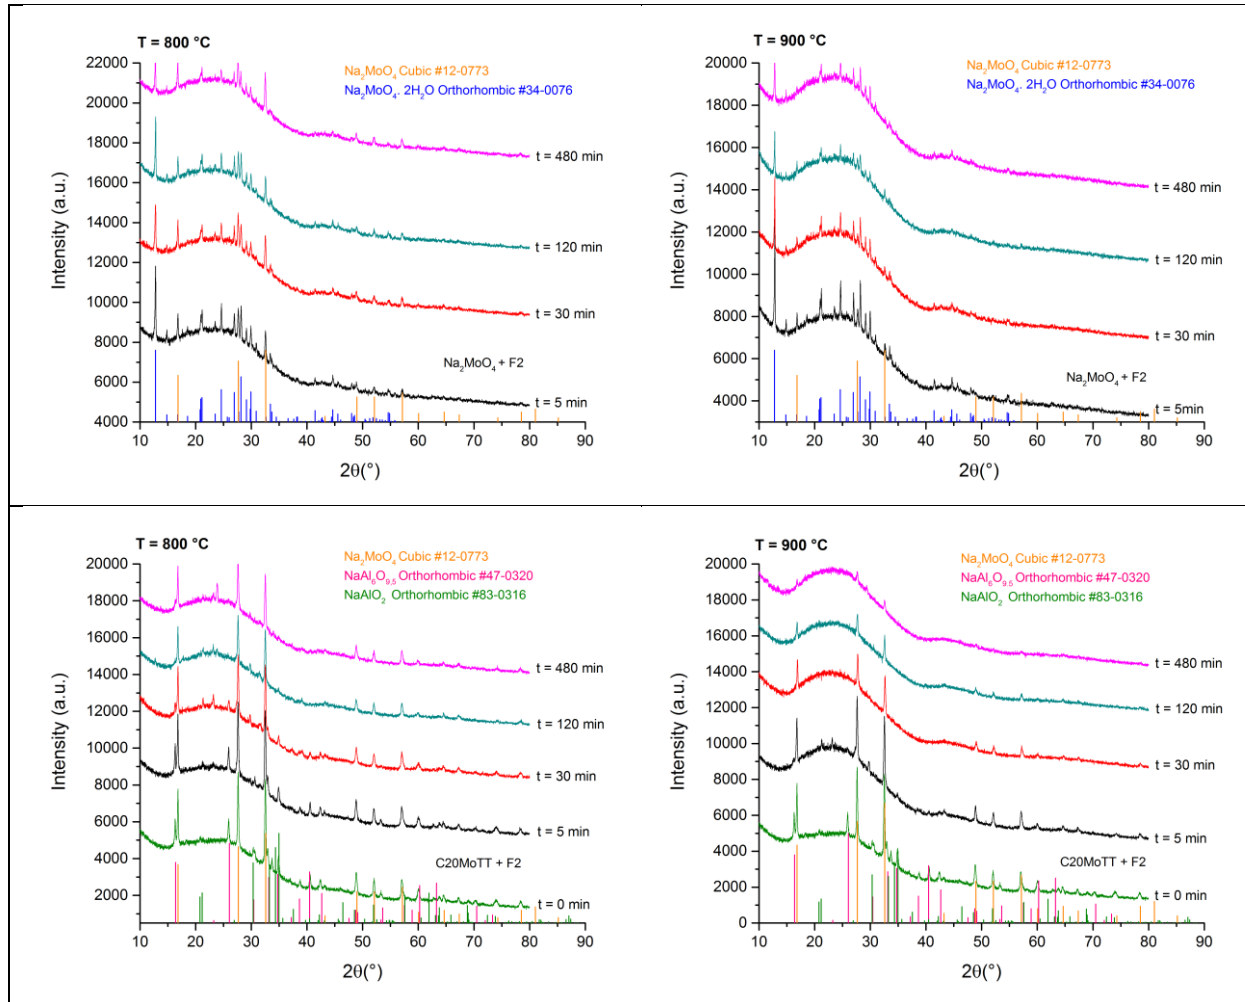 T = 800 °C
Na₂MoO₄ Cubic #12-0773
Na₂MoO₄. 2H₂O Orthorhombic #34-0076
22000
20000
18000
16000
14000
12000
10000
8000
6000
4000
Intensity (a.u.)
t = 480 min
t = 120 min
t = 30 min
Na₂MoO₄ + F2
t = 5 min
10 20 30 40 50 60 70 80 90
2θ(°)
T = 900 °C
Na₂MoO₄ Cubic #12-0773
Na₂MoO₄. 2H₂O Orthorhombic #34-0076
20000
18000
16000
14000
12000
10000
8000
6000
4000
Intensity (a.u.)
t = 480 min
t = 120 min
t = 30 min
Na₂MoO₄ + F2
t = 5min
10 20 30 40 50 60 70 80 90
2θ(°)
T = 800 °C
Na₂MoO₄ Cubic #12-0773
NaAl₆O₉.₅ Orthorhombic #47-0320
NaAlO₂ Orthorhombic #83-0316
20000
18000
16000
14000
12000
10000
8000
6000
4000
2000
Intensity (a.u.)
t = 480 min
t = 120 min
t = 30 min
t = 5 min
C20MoTT + F2
t = 0 min
10 20 30 40 50 60 70 80 90
2θ(°)
T = 900 °C
Na₂MoO₄ Cubic #12-0773
NaAl₆O₉.₅ Orthorhombic #47-0320
NaAlO₂ Orthorhombic #83-0316
20000
18000
16000
14000
12000
10000
8000
6000
4000
2000
0
Intensity (a.u.)
t = 480 min
t = 120 min
t = 30 min
t = 5 min
C20MoTT + F2
t = 0 min
10 20 30 40 50 60 70 80 90
2θ(°)